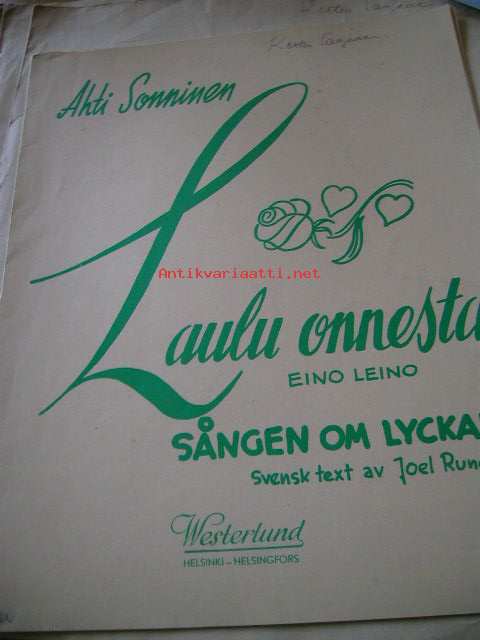 Ahti Sonninen
Antikvariaatti.net
Laulu onnesta
EINO LEINO
SÅNGEN OM LYCKA
Svensk text av Joel Run
Westerlund
HELSINKI – HELSINGFORS